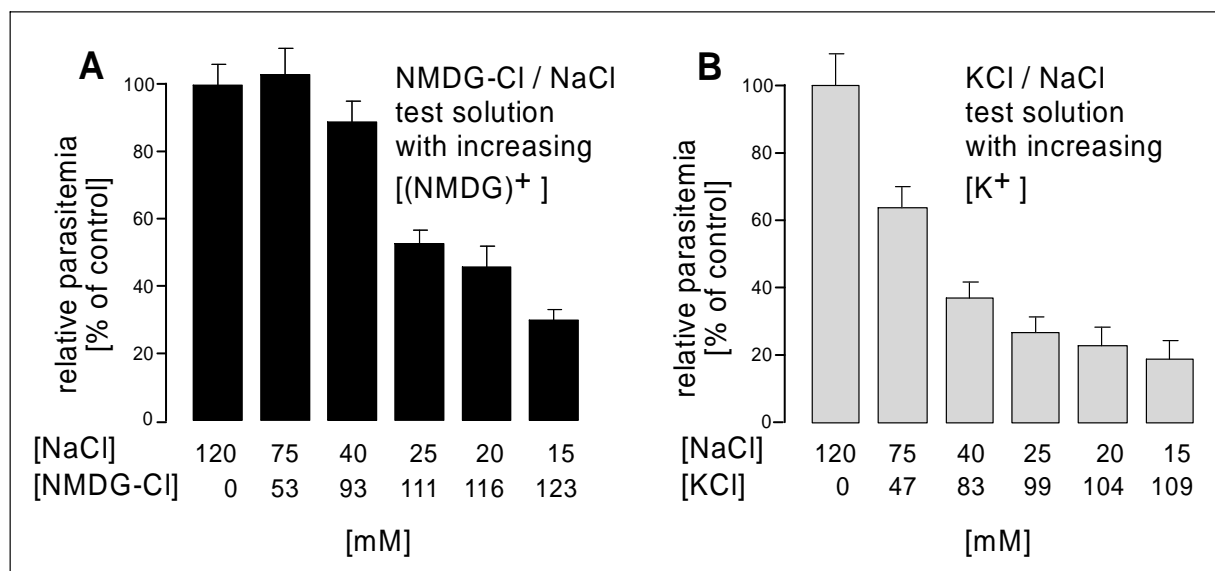 A
NMDG-Cl / NaCl
test solution
with increasing
[(NMDG)+ ]
relative parasitemia
[% of control]
100
80
60
40
20
0
[NaCl] 120 75 40 25 20 15
[NMDG-Cl] 0 53 93 111 116 123
[mM]
B
KCl / NaCl
test solution
with increasing
[K+ ]
relative parasitemia
[% of control]
100
80
60
40
20
0
[NaCl] 120 75 40 25 20 15
[KCl] 0 47 83 99 104 109
[mM]